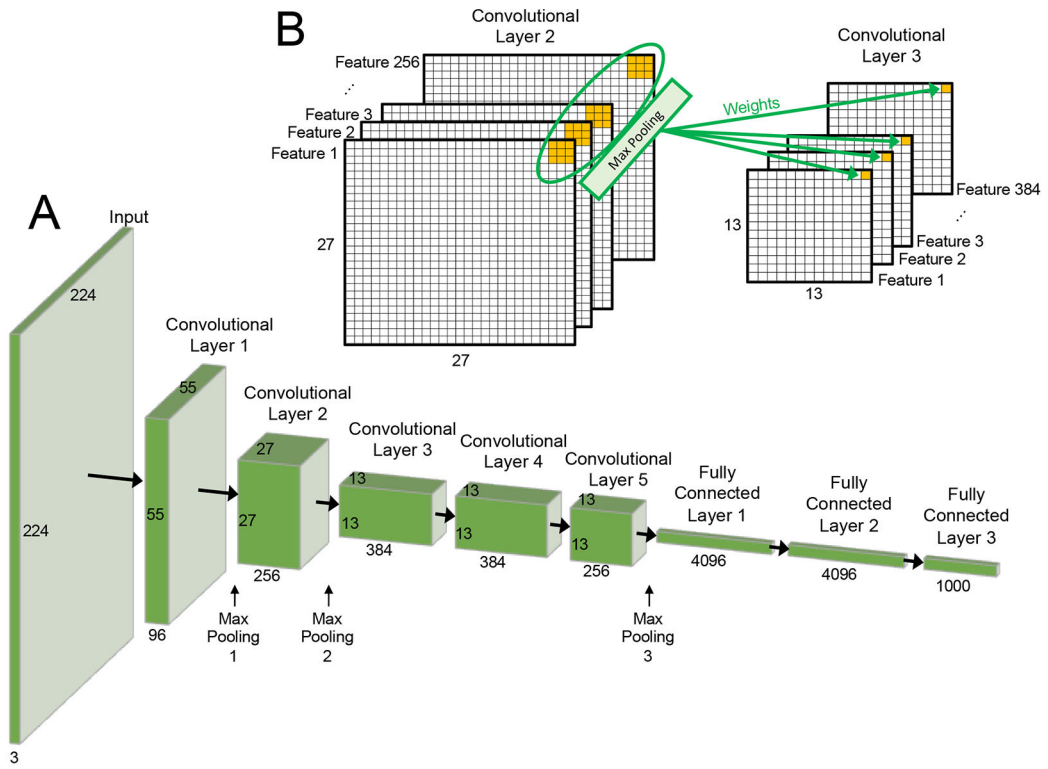 B
Convolutional
Layer 2
Feature 256
...
Feature 3
Feature 2
Feature 1
27
27
Max Pooling
Weights
Convolutional
Layer 3
Feature 384
...
Feature 3
Feature 2
Feature 1
13
13
A
Input
224
224
3
Convolutional
Layer 1
55
55
96
Convolutional
Layer 2
27
27
256
Convolutional
Layer 3
13
13
384
Convolutional
Layer 4
13
13
384
Convolutional
Layer 5
13
13
256
Fully
Connected
Layer 1
4096
Fully
Connected
Layer 2
4096
Fully
Connected
Layer 3
1000
Max
Pooling
1
Max
Pooling
2
Max
Pooling
3